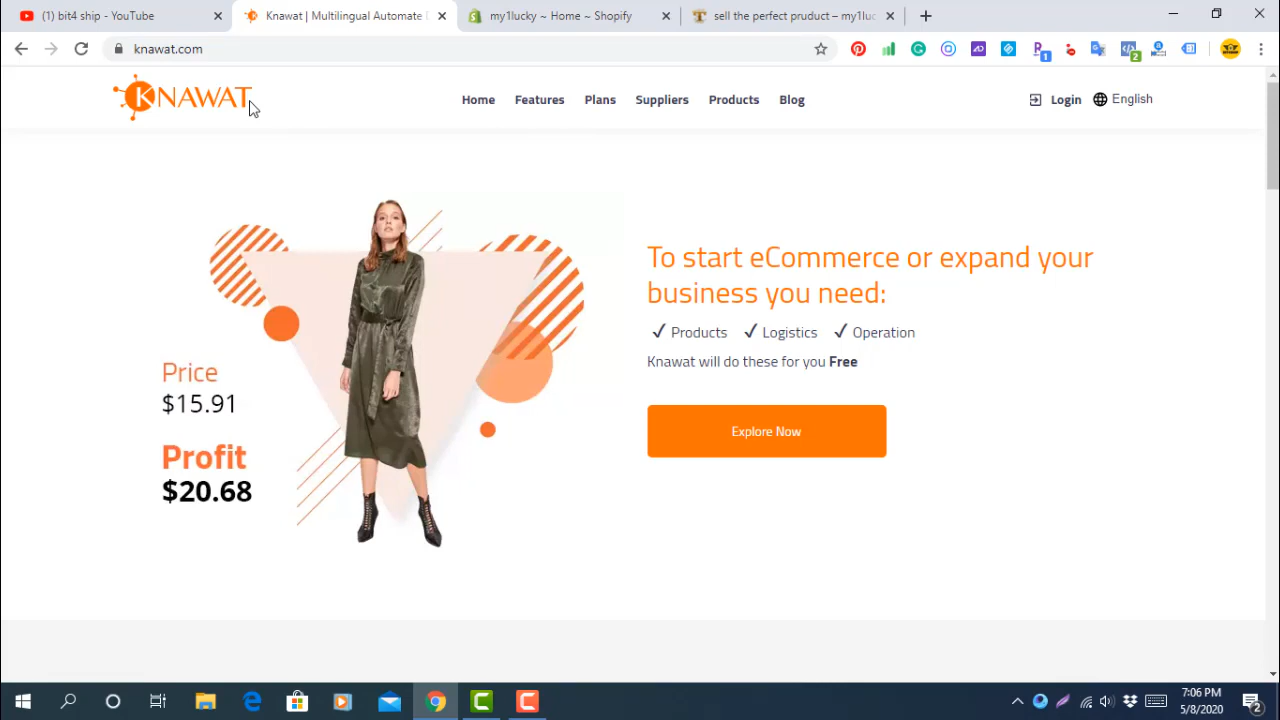 (1) bit4 ship - YouTube
Knawat | Multilingual Automate D
my1lucky ~ Home ~ Shopify
sell the perfect pruduct – my1luc
knawat.com
1
2
KNAWAT
Home
Features
Plans
Suppliers
Products
Blog
Login
English
To start eCommerce or expand your
business you need:
✓ Products ✓ Logistics ✓ Operation
Knawat will do these for you Free
Explore Now
Price
$15.91
Profit
$20.68
7:06 PM
5/8/2020
2